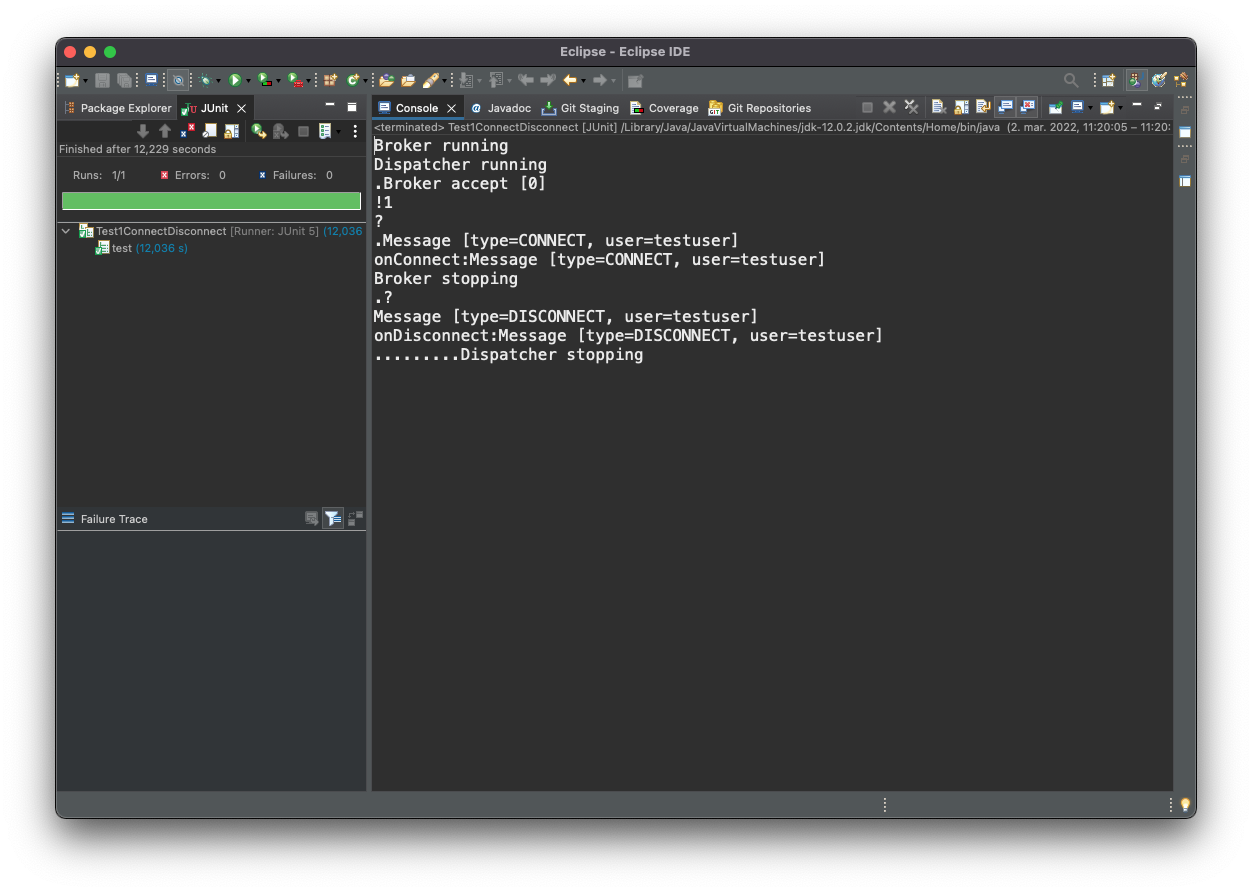 Eclipse - Eclipse IDE
Package Explorer
JUnit
Finished after 12,229 seconds
Runs: 1/1
Errors: 0
Failures: 0
Test1ConnectDisconnect [Runner: JUnit 5] (12,036
test (12,036 s)
Failure Trace
Console
Javadoc
Git Staging
Coverage
Git Repositories
<terminated> Test1ConnectDisconnect [JUnit] /Library/Java/JavaVirtualMachines/jdk-12.0.2.jdk/Contents/Home/bin/java (2. mar. 2022, 11:20:05 – 11:20:
Broker running
Dispatcher running
.Broker accept [0]
!1
?
.Message [type=CONNECT, user=testuser]
onConnect:Message [type=CONNECT, user=testuser]
Broker stopping
.?
Message [type=DISCONNECT, user=testuser]
onDisconnect:Message [type=DISCONNECT, user=testuser]
.........Dispatcher stopping